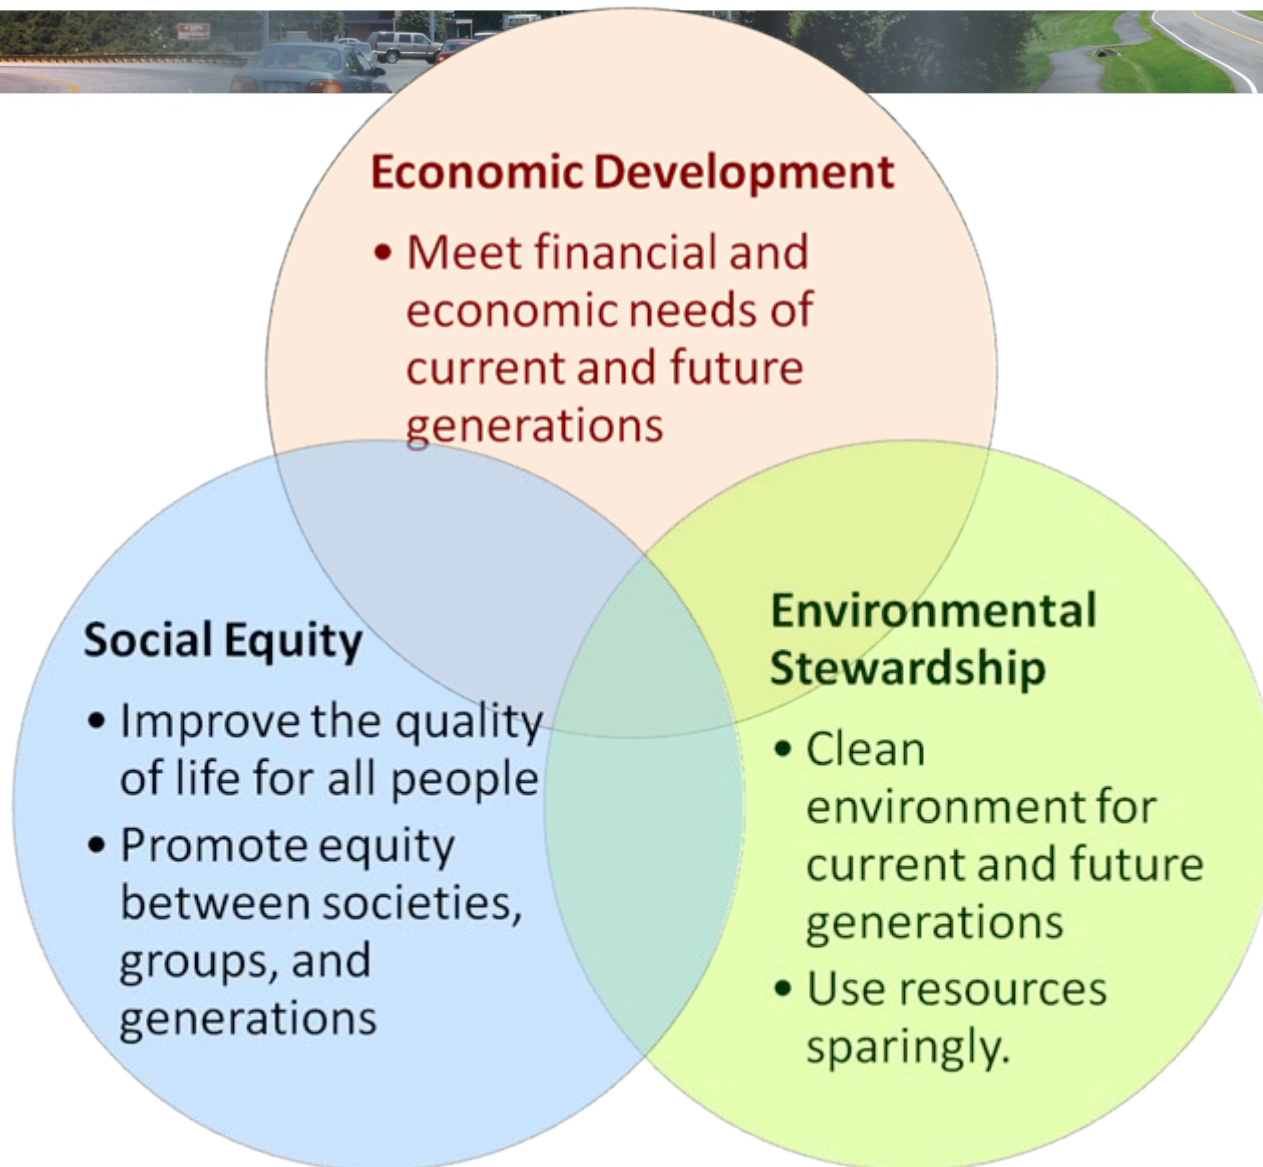 Economic Development
• Meet financial and
economic needs of
current and future
generations
Social Equity
• Improve the quality
of life for all people
• Promote equity
between societies,
groups, and
generations
Environmental
Stewardship
• Clean
environment for
current and future
generations
• Use resources
sparingly.